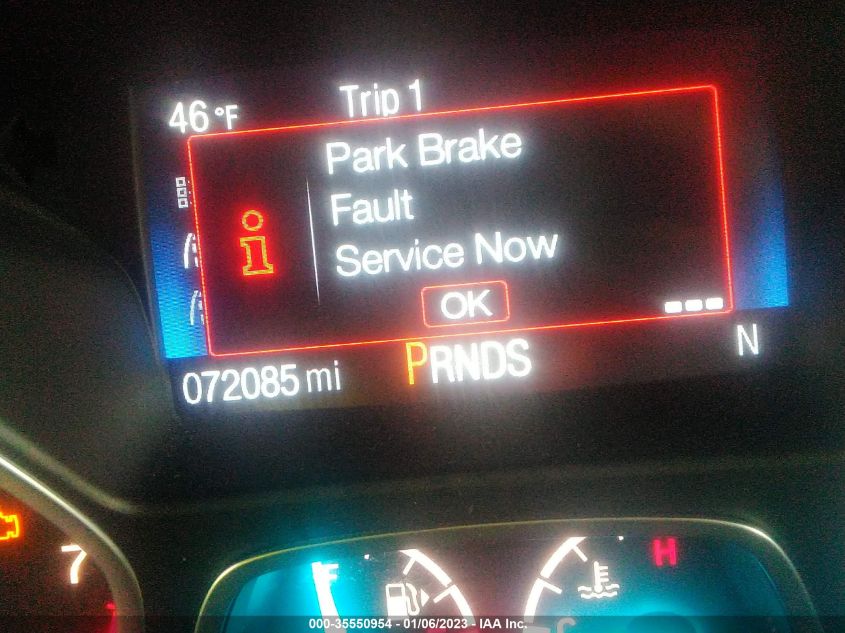 46 °F Trip 1
Park Brake
Fault
Service Now
OK
072085 mi PRNDS N
7
F H
C
000-35550954 - 01/06/2023 - IAA Inc.